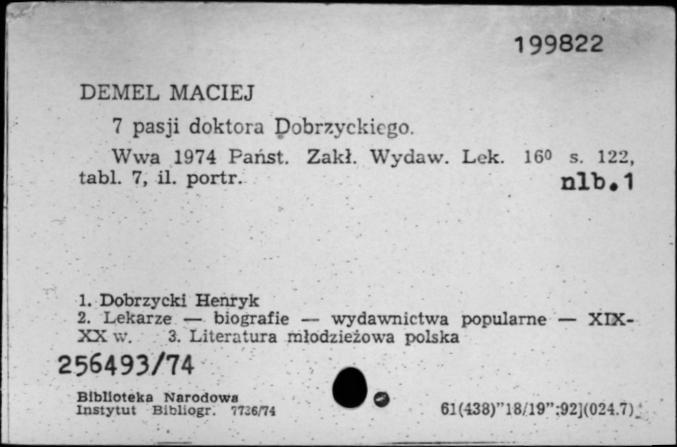 199822
DEMEL MACIEJ
7 pasji doktora Dobrzyckiego.
Wwa 1974 Państ. Zakł. Wydaw. Lek. 16⁰ s. 122,
tabl. 7, il. portr.
nlb.1
1. Dobrzycki Henryk
2. Lekarze — biografie — wydawnictwa popularne — XIX-
XX w. 3. Literatura młodzieżowa polska
256493/74
Biblioteka Narodowa
Instytut Bibliogr. 7736/74
61(438)"18/19":92](024.7)